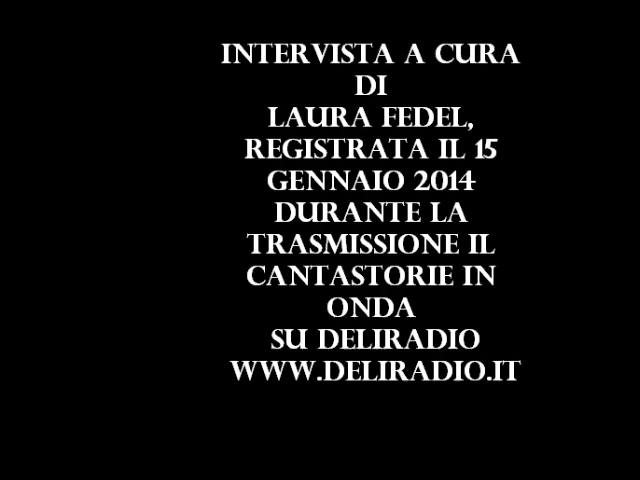 INTERVISTA A CURA
DI
LAURA FEDEL,
REGISTRATA IL 15
GENNAIO 2014
DURANTE LA
TRASMISSIONE IL
CANTASTORIE IN
ONDA
SU DELIRADIO
WWW.DELIRADIO.IT